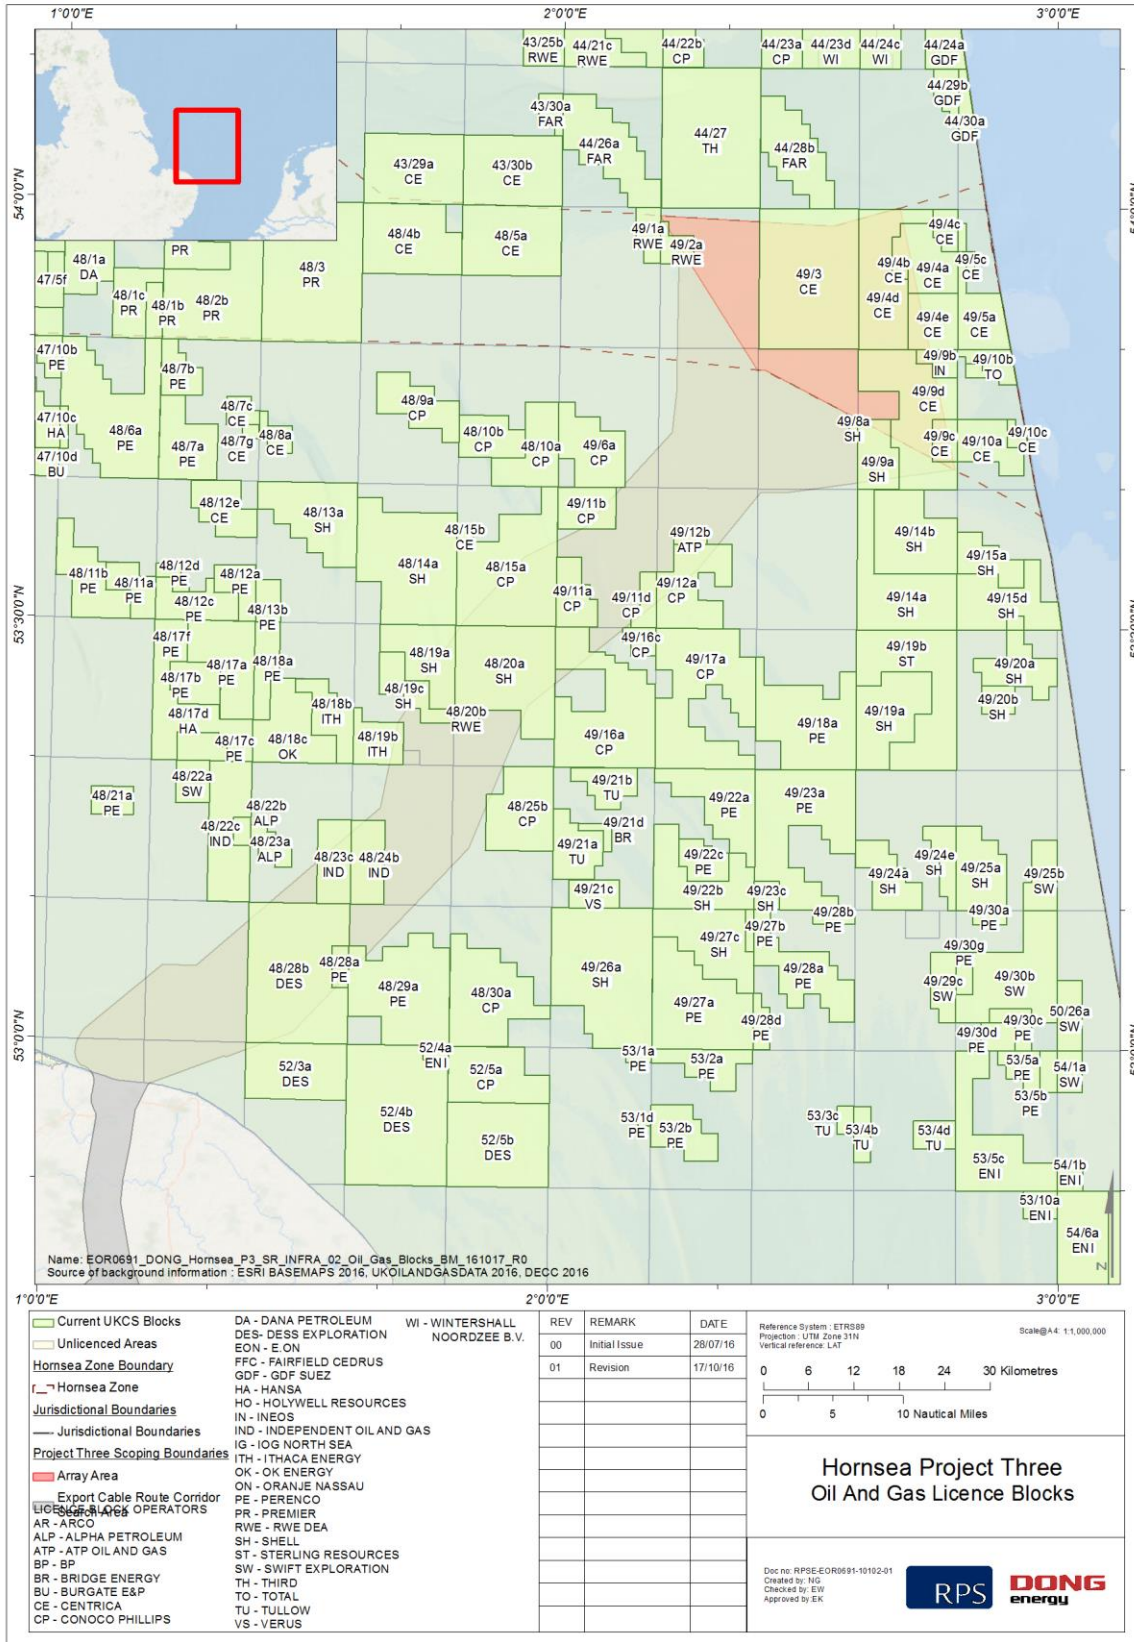 1°0'0"E 2°0'0"E 3°0'0"E
43/25b
RWE
44/21c
RWE
44/22b
CP
44/23a
CP
44/23d
WI
44/24c
WI
44/24a
GDF
44/29b
GDF
44/30a
GDF
43/30a
FAR
44/26a
FAR
44/27
TH
44/28b
FAR
43/29a
CE
43/30b
CE
54°0'0"N
54°0'0"N
48/4b
CE
48/5a
CE
49/1a
RWE
49/2a
RWE
49/3
CE
49/4b
CE
49/4c
CE
49/4a
CE
49/5c
CE
49/4d
CE
49/4e
CE
49/5a
CE
PR
47/5f
48/1a
DA
48/1c
PR
48/1b
PR
48/2b
PR
48/3
PR
47/10b
PE
48/7b
PE
49/9b
IN
49/10b
TO
47/10c
HA
47/10d
BU
48/6a
PE
48/7a
PE
48/7c
CE
48/7g
CE
48/8a
CE
48/9a
CP
48/10b
CP
48/10a
CP
49/6a
CP
49/8a
SH
49/9d
CE
49/9a
SH
49/9c
CE
49/10a
CE
49/10c
CE
48/12e
CE
48/13a
SH
48/14a
SH
48/15b
CE
48/15a
CP
49/11b
CP
49/12b
ATP
49/11a
CP
49/11d
CP
49/12a
CP
49/14b
SH
49/15a
SH
49/14a
SH
49/15d
SH
48/11b
PE
48/11a
PE
48/12d
PE
48/12a
PE
48/12c
PE
48/13b
PE
53°30'0"N
48/17f
PE
48/17a
PE
48/18a
PE
48/17b
PE
48/17d
HA
48/17c
PE
48/18b
ITH
48/18c
OK
48/19a
SH
48/19c
SH
48/19b
ITH
48/20a
SH
48/20b
RWE
49/16c
CP
49/17a
CP
49/16a
CP
49/18a
PE
49/19b
ST
49/19a
SH
49/20a
SH
49/20b
SH
48/21a
PE
48/22a
SW
48/22b
ALP
48/22c
IND
48/23a
ALP
48/23c
IND
48/24b
IND
48/25b
CP
49/21b
TU
49/21d
BR
49/21a
TU
49/21c
VS
49/22a
PE
49/22c
PE
49/22b
SH
49/23a
PE
49/23c
SH
49/24a
SH
49/24e
SH
49/25a
SH
49/25b
SW
48/28b
DES
48/28a
PE
48/29a
PE
48/30a
CP
49/26a
SH
49/27c
SH
49/27b
PE
49/27a
PE
49/28b
PE
49/28a
PE
49/28d
PE
49/30a
PE
49/30g
PE
49/29c
SW
49/30b
SW
49/30d
PE
49/30c
PE
50/26a
SW
53°0'0"N
52/3a
DES
52/4a
ENI
52/4b
DES
52/5a
CP
52/5b
DES
53/1a
PE
53/2a
PE
53/1d
PE
53/2b
PE
53/3c
TU
53/4b
TU
53/4d
TU
53/5a
PE
53/5b
PE
54/1a
SW
53/5c
ENI
54/1b
ENI
53/10a
ENI
54/6a
ENI
N
Name: EOR0691_DONG_Hornsea_P3_SR_INFRA_02_Oil_Gas_Blocks_BM_161017_R0
Source of background information : ESRI BASEMAPS 2016, UKOILANDGASDATA 2016, DECC 2016
1°0'0"E 2°0'0"E 3°0'0"E
Current UKCS Blocks
Unlicenced Areas
Hornsea Zone Boundary
Hornsea Zone
Jurisdictional Boundaries
Jurisdictional Boundaries
Project Three Scoping Boundaries
Array Area
Export Cable Route Corridor
Search Area
LICENCE BLOCK OPERATORS
AR - ARCO
ALP - ALPHA PETROLEUM
ATP - ATP OIL AND GAS
BP - BP
BR - BRIDGE ENERGY
BU - BURGATE E&P
CE - CENTRICA
CP - CONOCO PHILLIPS
DA - DANA PETROLEUM
DES- DESS EXPLORATION
EON - E.ON
FFC - FAIRFIELD CEDRUS
GDF - GDF SUEZ
HA - HANSA
HO - HOLYWELL RESOURCES
IN - INEOS
IND - INDEPENDENT OIL AND GAS
IG - IOG NORTH SEA
ITH - ITHACA ENERGY
OK - OK ENERGY
ON - ORANJE NASSAU
PE - PERENCO
PR - PREMIER
RWE - RWE DEA
SH - SHELL
ST - STERLING RESOURCES
SW - SWIFT EXPLORATION
TH - THIRD
TO - TOTAL
TU - TULLOW
VS - VERUS
WI - WINTERSHALL
NOORDZEE B.V.
REV REMARK DATE
00 Initial Issue 28/07/16
01 Revision 17/10/16
Reference System : ETRS89
Projection : UTM Zone 31N
Vertical reference: LAT
Scale@A4: 1:1,000,000
0 6 12 18 24 30 Kilometres
0 5 10 Nautical Miles
Hornsea Project Three
Oil And Gas Licence Blocks
Doc no: RPSE-EOR0691-10102-01
Created by: NG
Checked by: EW
Approved by:EK
RPS
DONG
energy